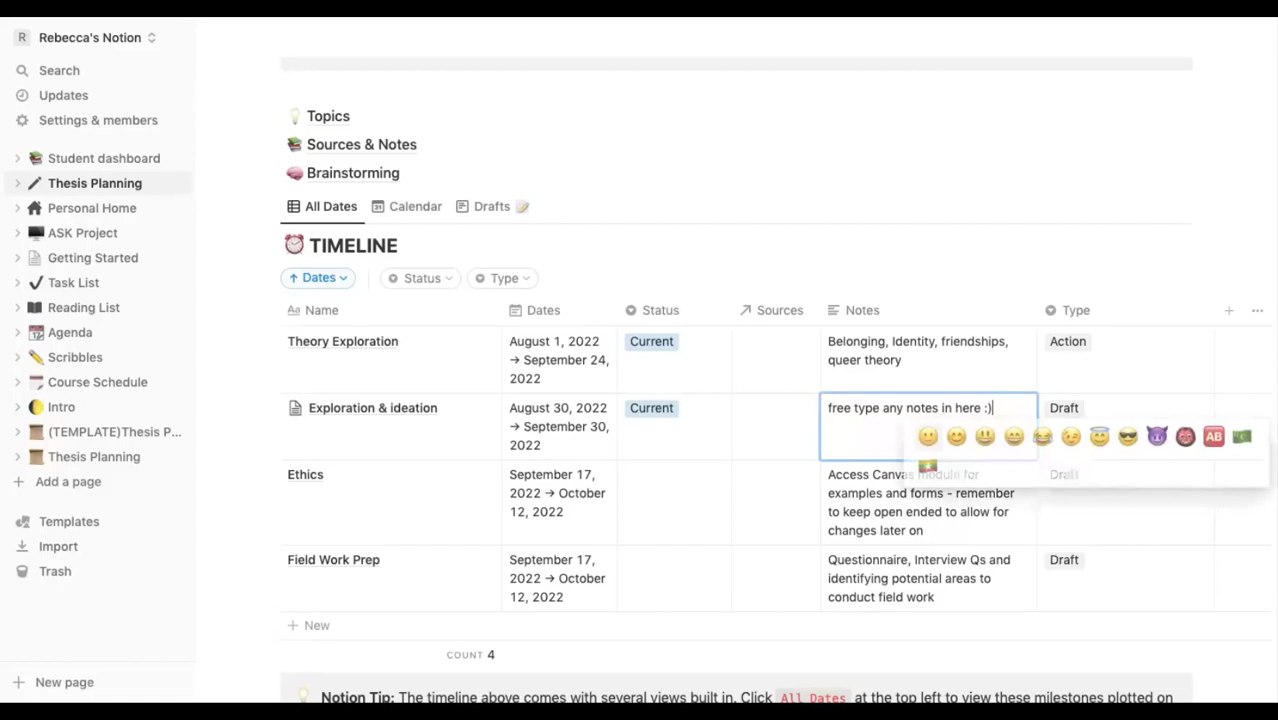 R Rebecca's Notion
Search
Updates
Settings & members
Student dashboard
Thesis Planning
Personal Home
ASK Project
Getting Started
Task List
Reading List
Agenda
Scribbles
Course Schedule
Intro
(TEMPLATE)Thesis P...
Thesis Planning
Add a page
Templates
Import
Trash
New page
Topics
Sources & Notes
Brainstorming
All Dates Calendar Drafts
TIMELINE
Dates Status Type
Aa Name Dates Status Sources Notes Type
Theory Exploration August 1, 2022 Current Belonging, Identity, friendships, Action
→ September 24, queer theory
2022
Exploration & ideation August 30, 2022 Current free type any notes in here :) Draft
→ September 30,
2022
Ethics September 17, Access Canvas module for Draft
2022 → October examples and forms - remember
12, 2022 to keep open ended to allow for
changes later on
Field Work Prep September 17, Questionnaire, Interview Qs and Draft
2022 → October identifying potential areas to
12, 2022 conduct field work
New
COUNT 4
Notion Tip: The timeline above comes with several views built in. Click All Dates at the top left to view these milestones plotted on